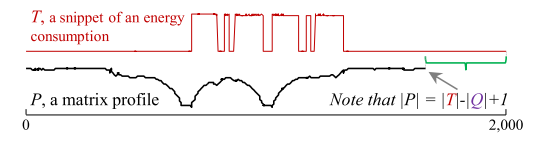 T, a snippet of an energy
consumption
P, a matrix profile
Note that |P| = |T|-|Q|+1
0
2,000